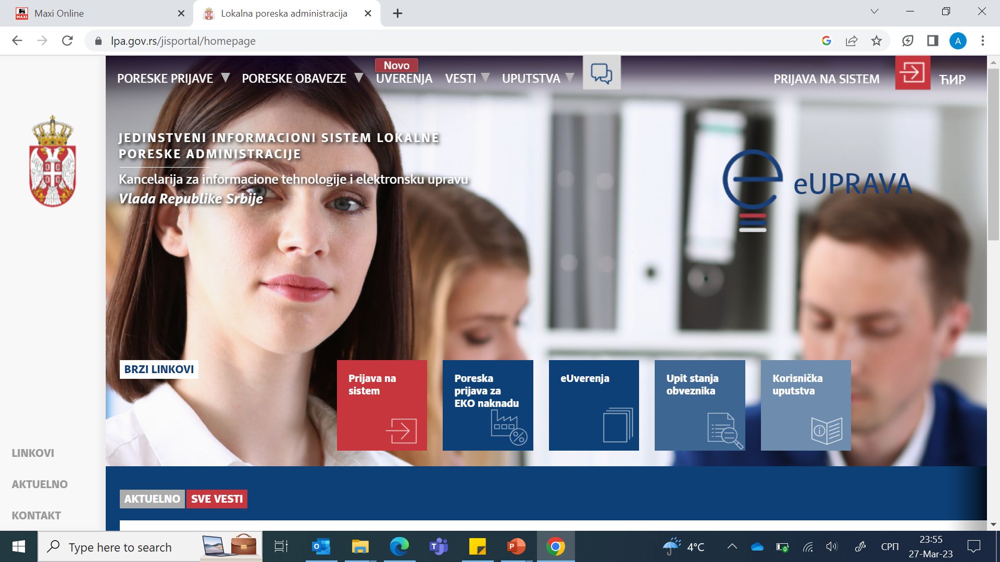 Maxi Online
Lokalna poreska administracija
lpa.gov.rs/jisportal/homepage
A
Novo
PORESKE PRIJAVE
PORESKE OBAVEZE
UVERENJA
VESTI
UPUTSTVA
PRIJAVA NA SISTEM
ЋИР
JEDINSTVENI INFORMACIONI SISTEM LOKALNE
PORESKE ADMINISTRACIJE
Kancelarija za informacione tehnologije i elektronsku upravu
Vlada Republike Srbije
eUPRAVA
BRZI LINKOVI
Prijava na
sistem
Poreska
prijava za
EKO naknadu
eUverenja
Upit stanja
obveznika
Korisnička
uputstva
LINKOVI
AKTUELNO
KONTAKT
AKTUELNO
SVE VESTI
Type here to search
4°C
СРП
23:55
27-Mar-23